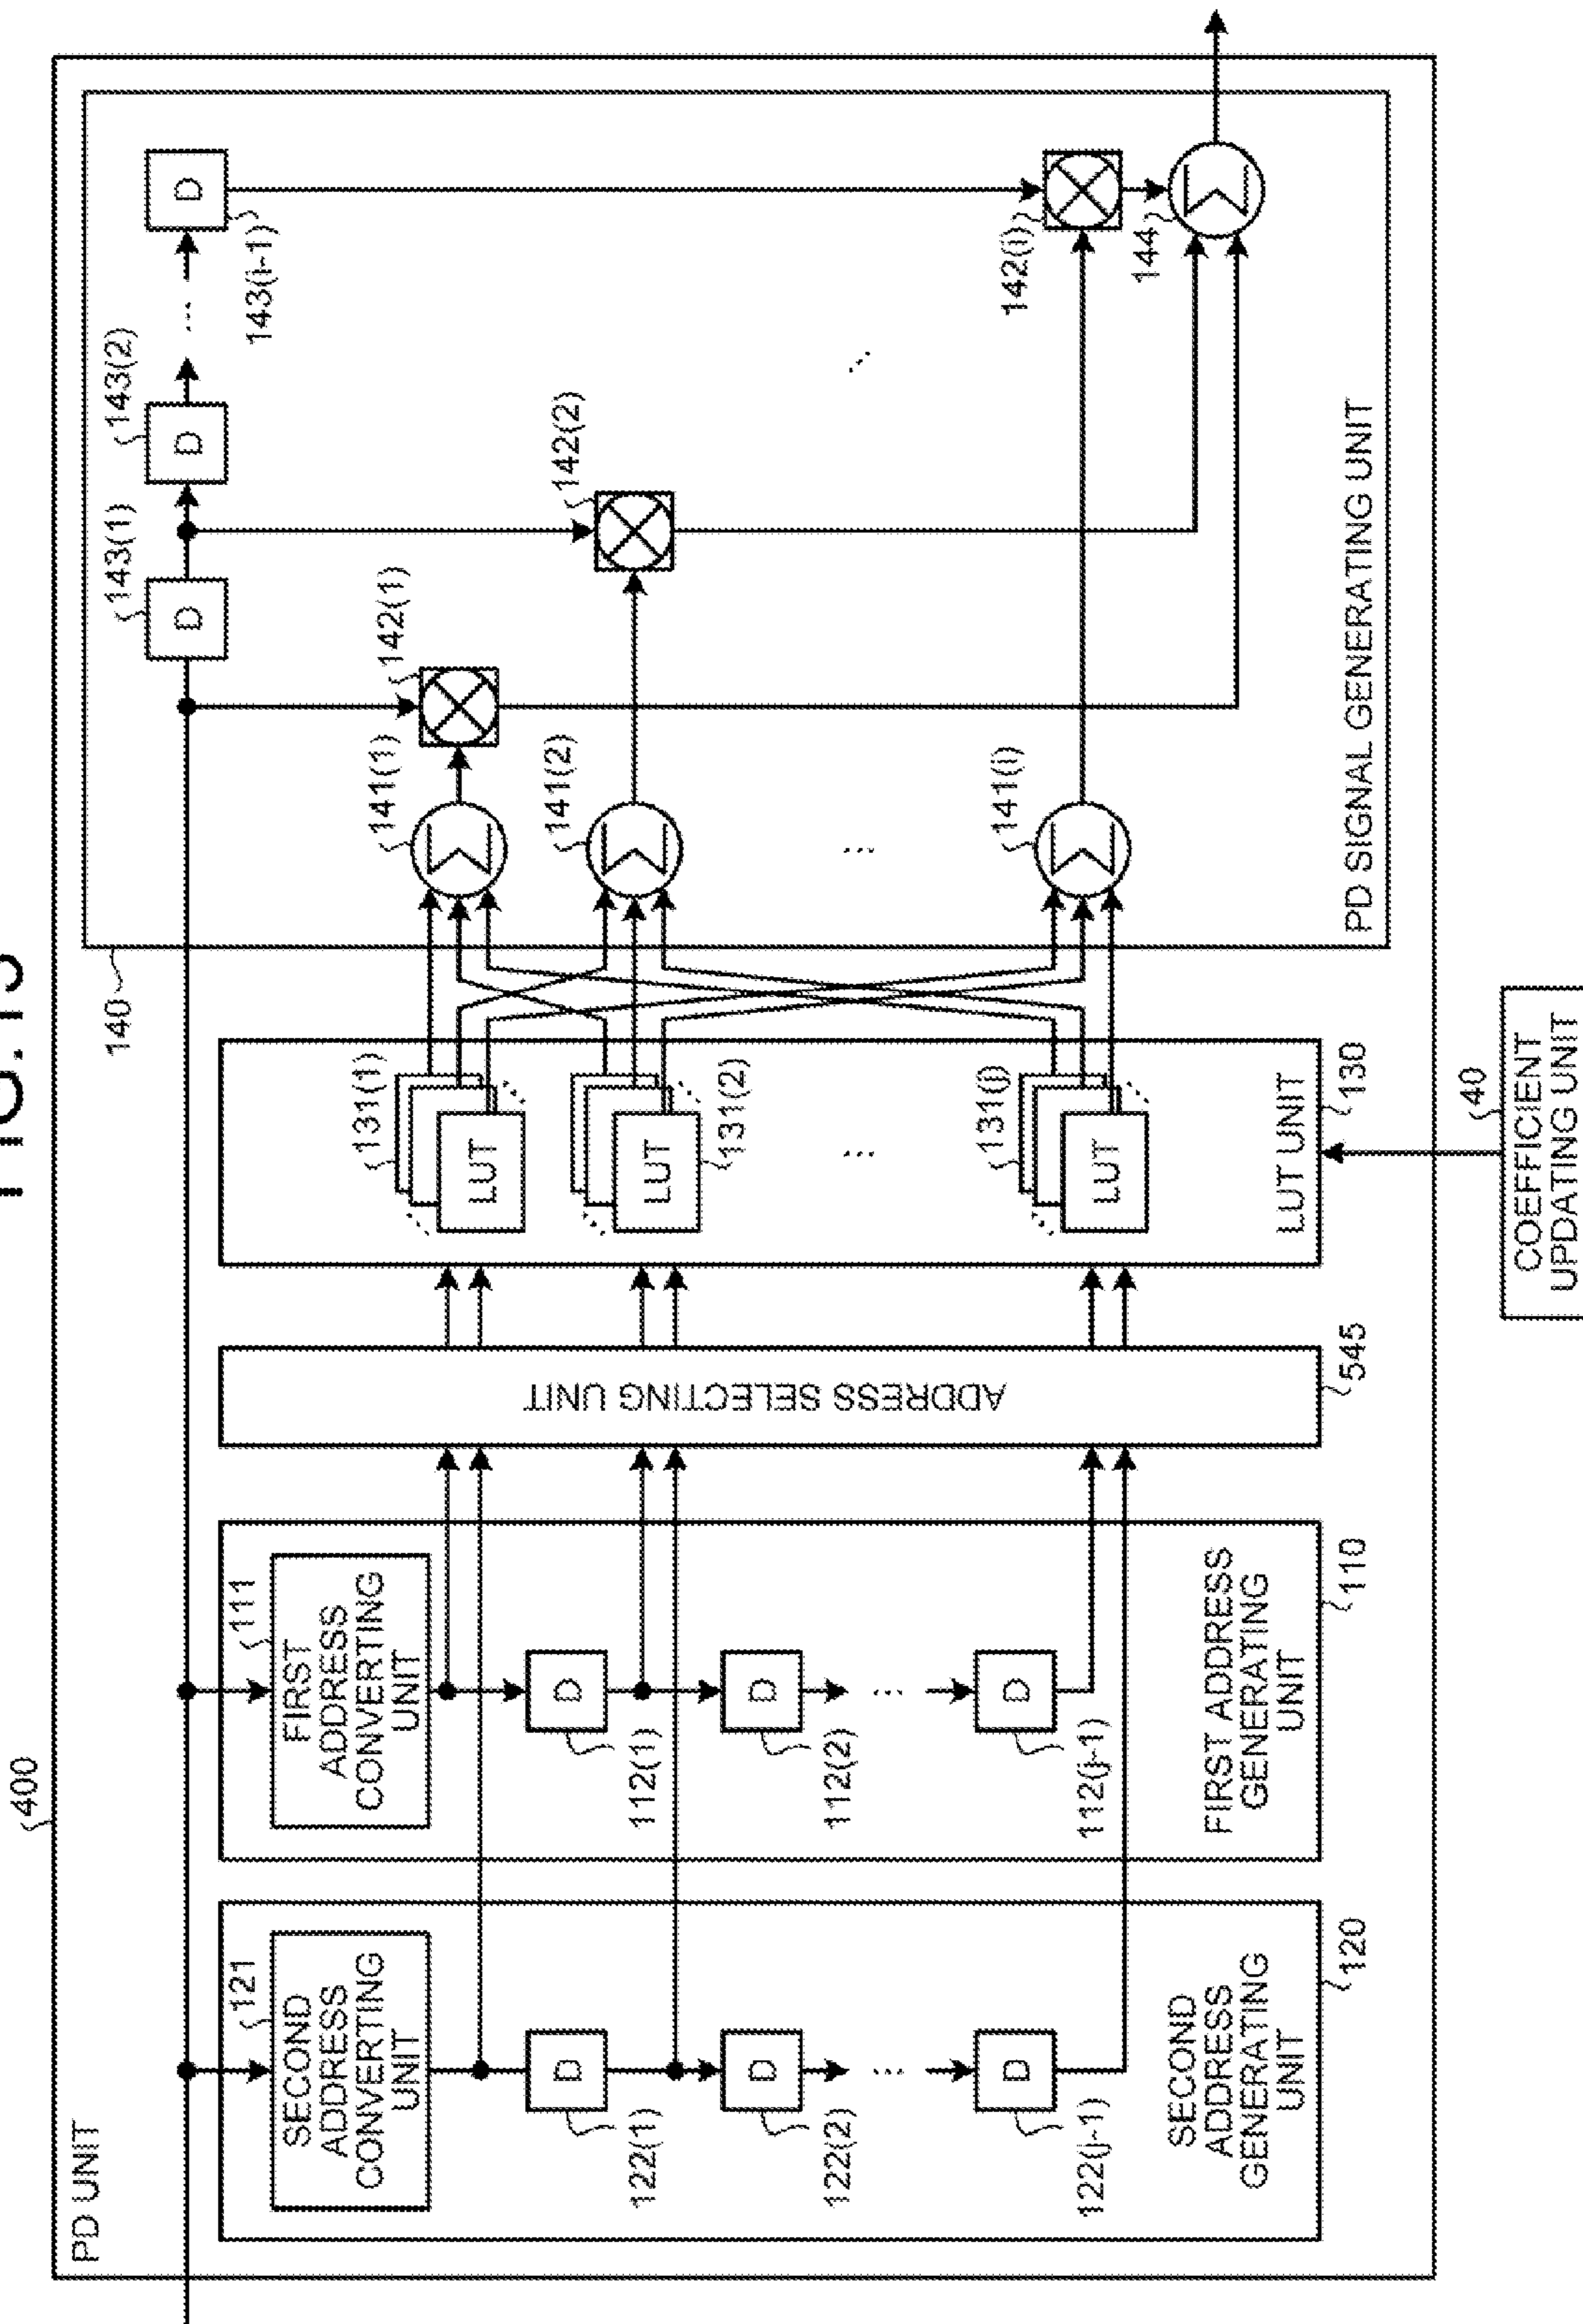 400
PD UNIT
121
SECOND
ADDRESS
CONVERTING
UNIT
D
122(1)
D
122(2)
...
D
122(j-1)
SECOND
ADDRESS
GENERATING
UNIT
120
111
FIRST
ADDRESS
CONVERTING
UNIT
D
112(1)
D
112(2)
...
D
112(j-1)
FIRST ADDRESS
GENERATING
UNIT
110
ADDRESS SELECTING UNIT
545
131(1)
LUT
LUT
131(2)
...
131(j)
LUT
LUT UNIT
130
40
COEFFICIENT
UPDATING UNIT
140
143(1)
D
143(2)
D
...
D
143(i-1)
141(1)
142(1)
141(2)
142(2)
...
141(i)
142(i)
144
Σ
Σ
Σ
Σ
PD SIGNAL GENERATING UNIT